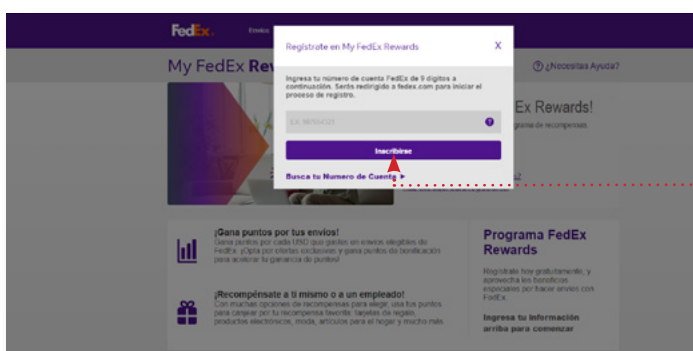 FedEx. Envíos
Regístrate en My FedEx Rewards X
My FedEx Rew
¿Necesitas Ayuda?
Ingresa tu número de cuenta FedEx de 9 dígitos a
continuación. Serás redirigido a fedex.com para iniciar el
proceso de registro.
Ex Rewards!
grama de recompensas.
Inscribirse
Busca tu Numero de Cuenta
¡Gana puntos por tus envíos!
Gana puntos por cada USD que gastes en envíos elegibles de
FedEx. ¡Opta por ofertas exclusivas y gana puntos de bonificación
para acelerar tu ganancia de puntos!
¡Recompénsate a ti mismo o a un empleado!
Con muchas opciones de recompensas para elegir, usa tus puntos
para canjear por tu recompensa favorita: tarjetas de regalo,
productos electrónicos, moda, artículos para el hogar y mucho más.
Programa FedEx
Rewards
Regístrate hoy gratuitamente, y
aprovecha los beneficios
especiales por hacer envíos con
FedEx.
Ingresa tu información
arriba para comenzar